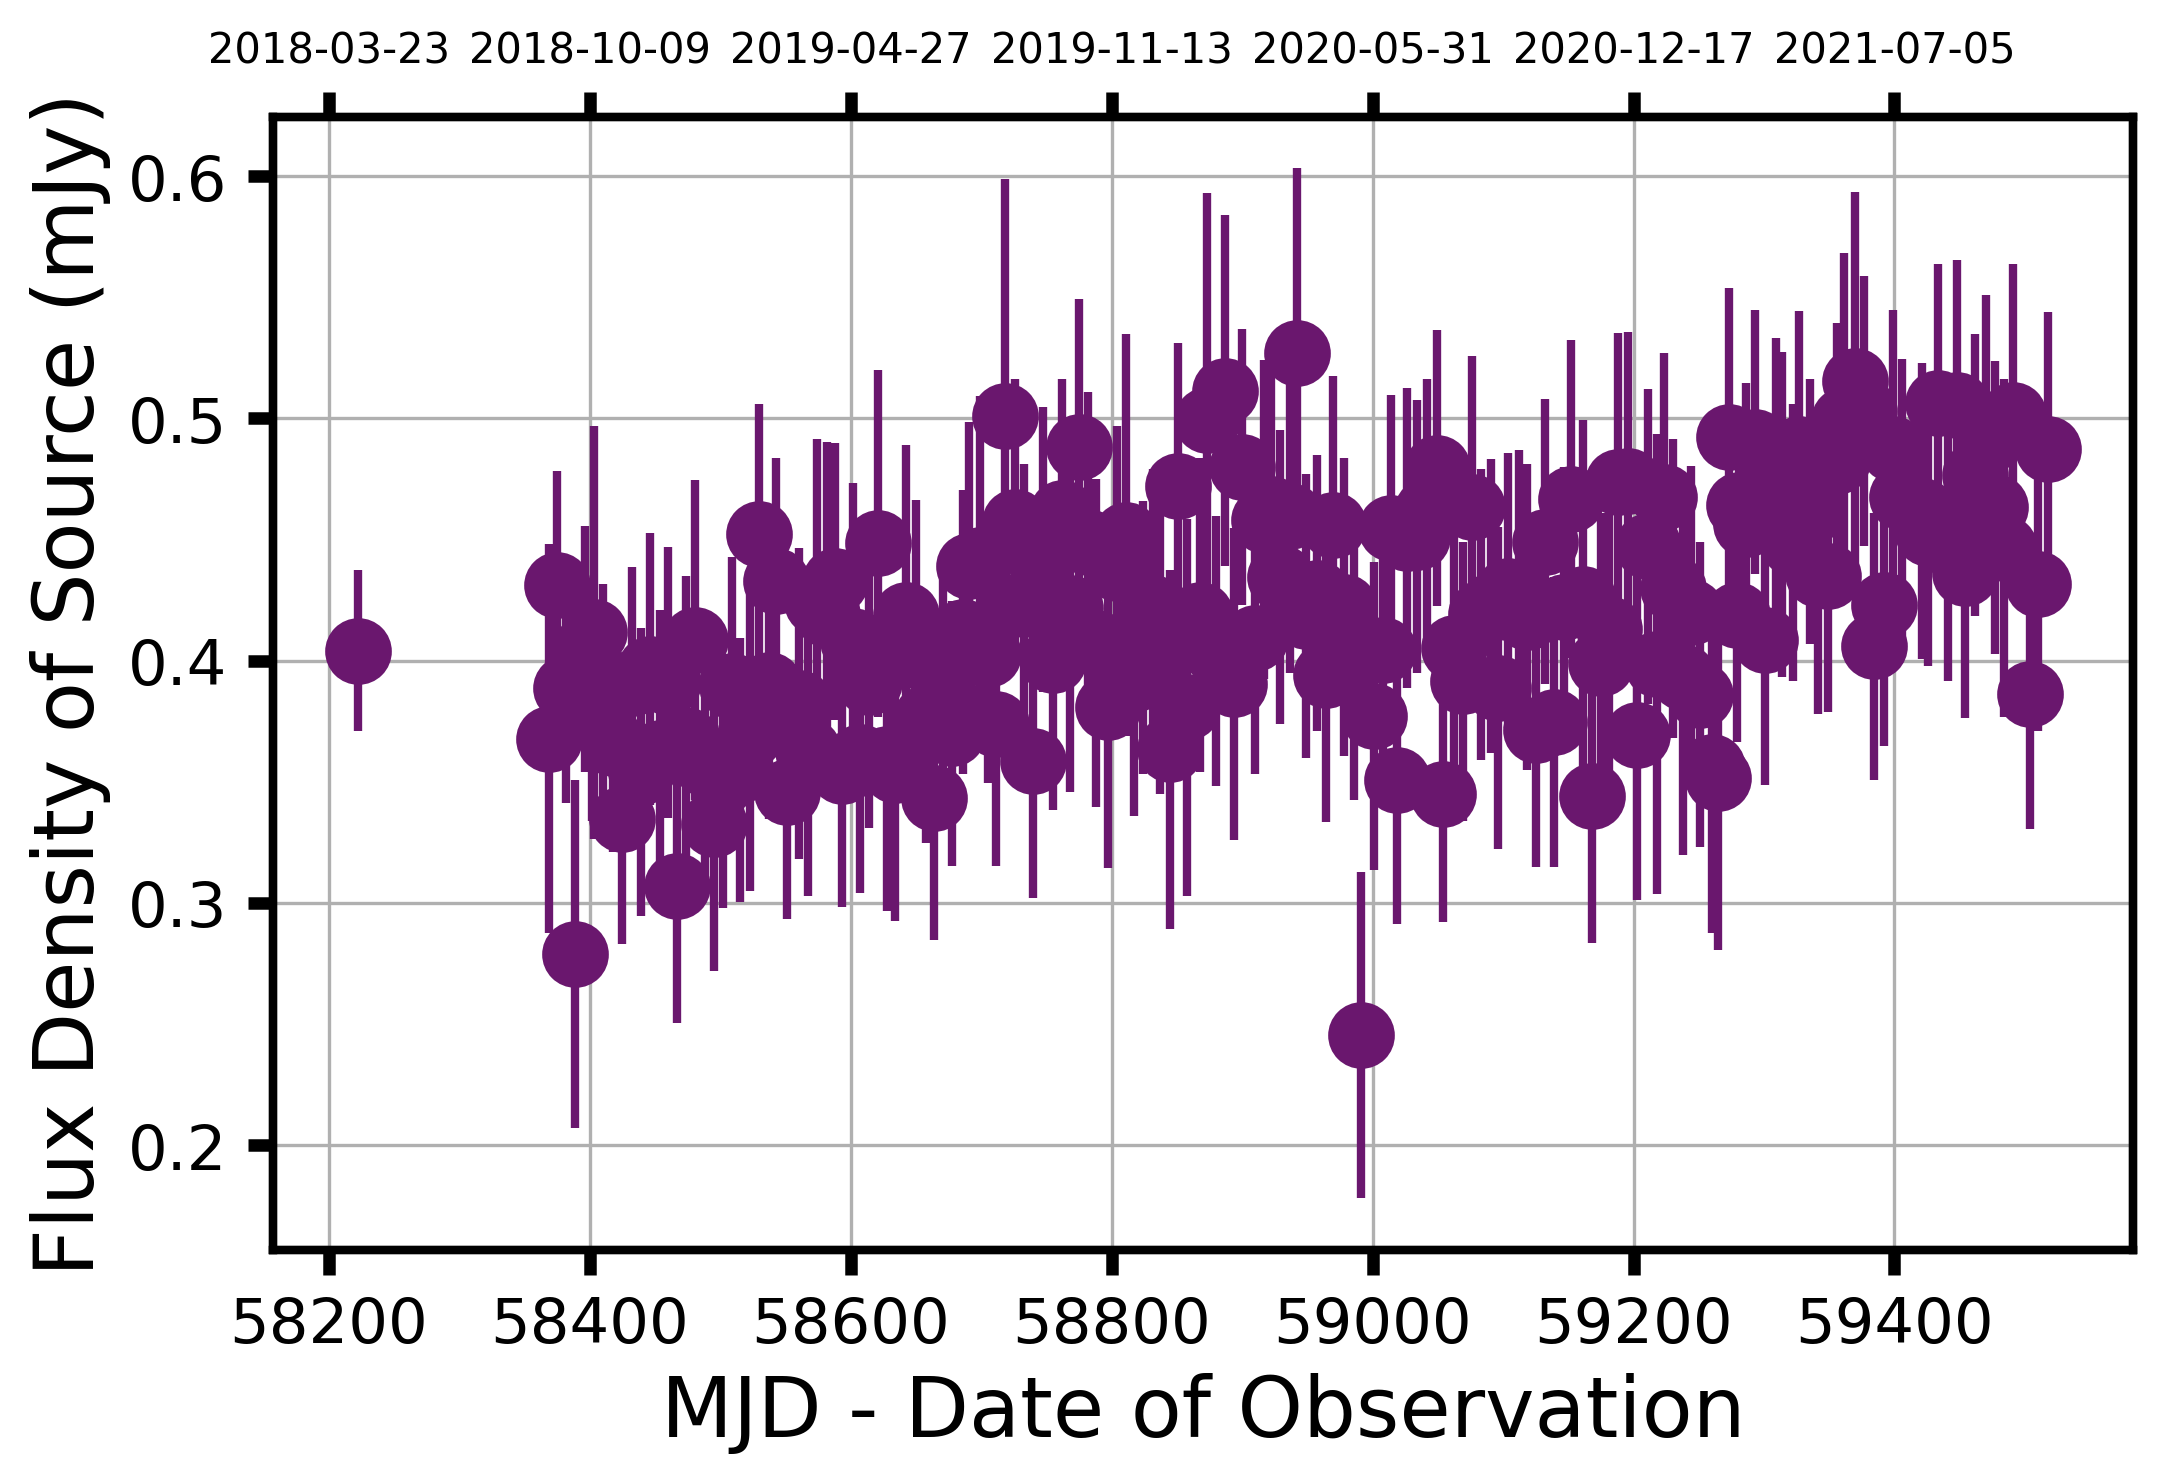 2018-03-23 2018-10-09 2019-04-27 2019-11-13 2020-05-31 2020-12-17 2021-07-05
Flux Density of Source (mJy)
0.6
0.5
0.4
0.3
0.2
58200 58400 58600 58800 59000 59200 59400
MJD - Date of Observation